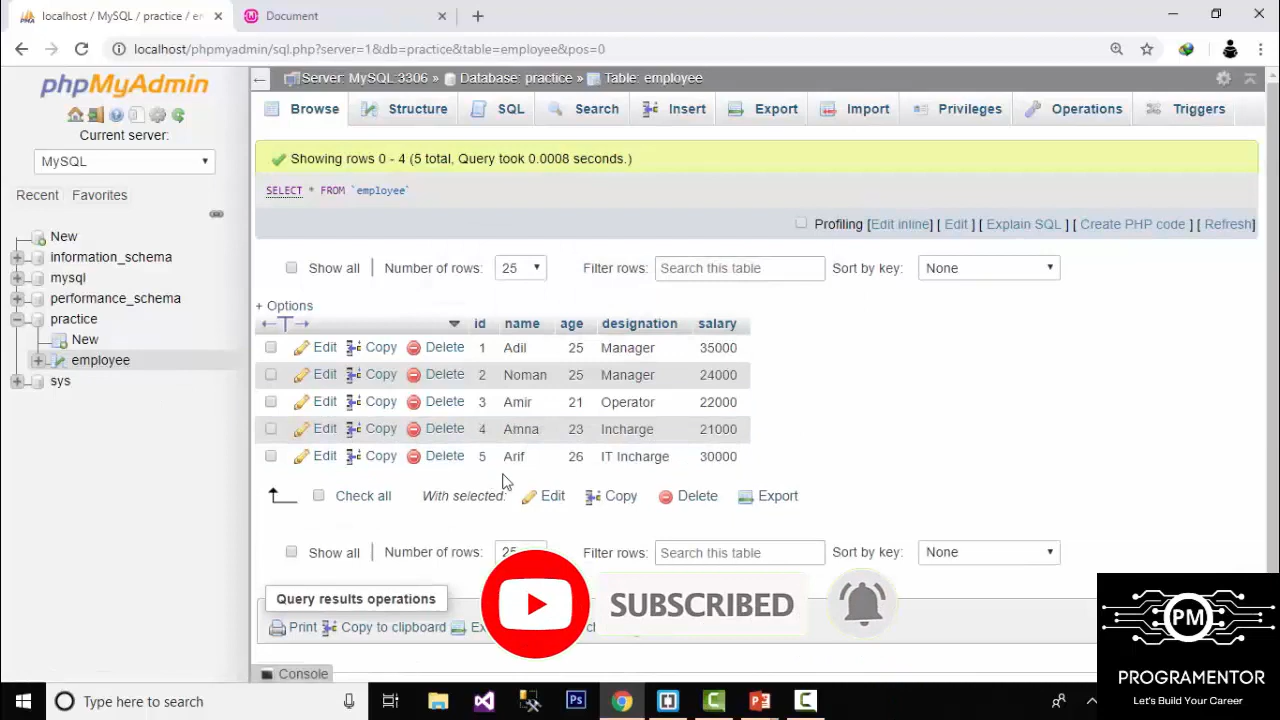 localhost / MySQL / practice / e
Document
localhost/phpmyadmin/sql.php?server=1&db=practice&table=employee&pos=0
phpMyAdmin
Current server:
MySQL
Recent Favorites
New
information_schema
mysql
performance_schema
practice
New
employee
sys
Server: MySQL:3306 » Database: practice » Table: employee
Browse Structure SQL Search Insert Export Import Privileges Operations Triggers
Showing rows 0 - 4 (5 total, Query took 0.0008 seconds.)
SELECT * FROM `employee`
Profiling [Edit inline] [ Edit ] [ Explain SQL ] [ Create PHP code ] [ Refresh]
Show all | Number of rows: 25 Filter rows: Search this table Sort by key: None
+ Options
id name age designation salary
Edit Copy Delete 1 Adil 25 Manager 35000
Edit Copy Delete 2 Noman 25 Manager 24000
Edit Copy Delete 3 Amir 21 Operator 22000
Edit Copy Delete 4 Amna 23 Incharge 21000
Edit Copy Delete 5 Arif 26 IT Incharge 30000
Check all With selected: Edit Copy Delete Export
Show all | Number of rows: 25 Filter rows: Search this table Sort by key: None
Query results operations
SUBSCRIBED
Print Copy to clipboard
Console
PM
PROGRAMENTOR
Let's Build Your Career
Type here to search